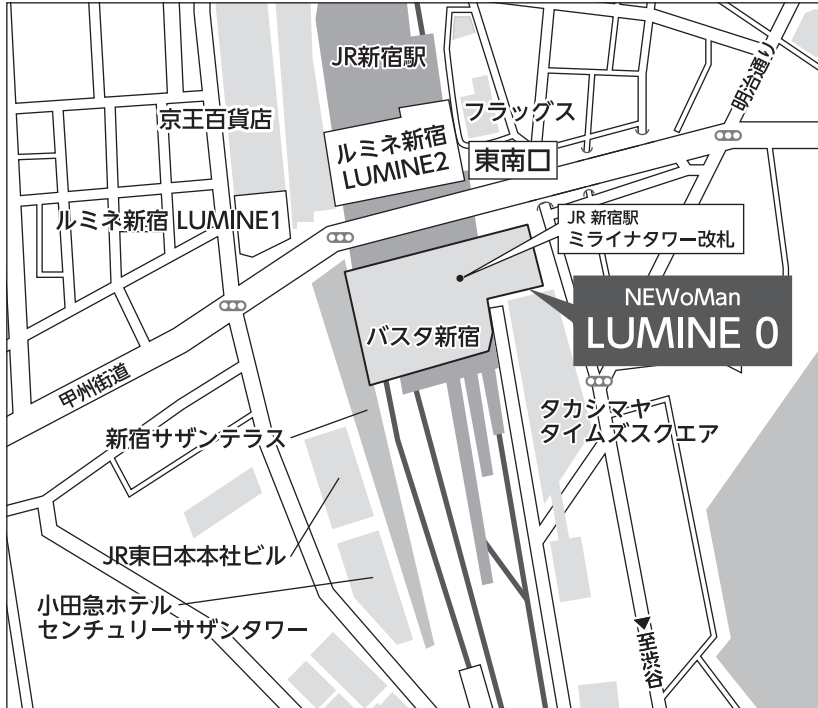 JR新宿駅
明治通り
京王百貨店
フラッグス
ルミネ新宿
LUMINE2
東南口
ルミネ新宿 LUMINE1
JR 新宿駅
ミライナタワー改札
NEWoMan
LUMINE 0
バスタ新宿
甲州街道
タカシマヤ
タイムズスクエア
新宿サザンテラス
JR東日本本社ビル
小田急ホテル
センチュリーサザンタワー
▼至渋谷